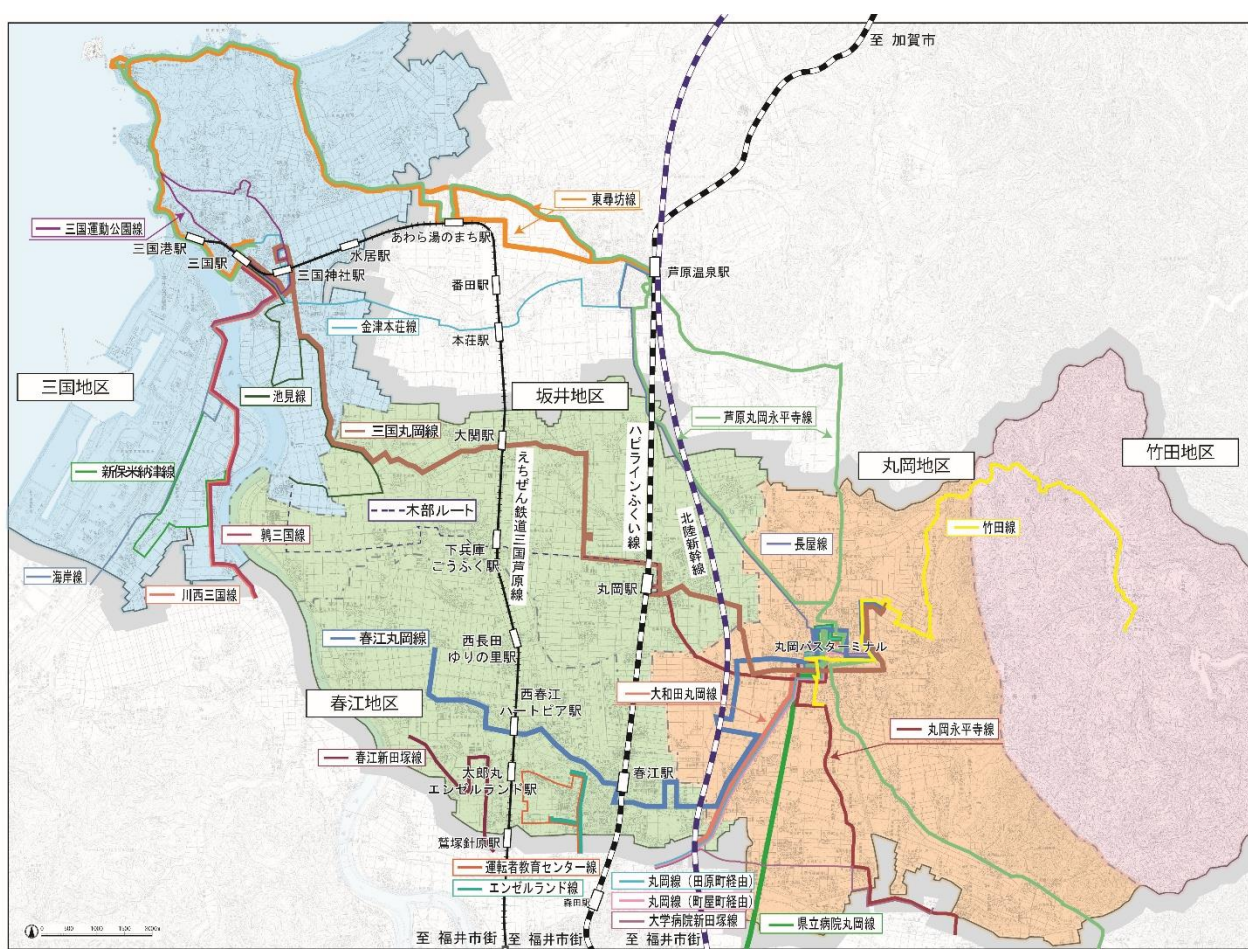 至 加賀市
東尋坊線
三国運動公園線
三国港駅
三国駅
三国神社駅
水居駅
あわら湯のまち駅
番田駅
本荘駅
芦原温泉駅
金津本荘線
三国地区
池見線
坂井地区
三国丸岡線
大関駅
芦原丸岡永平寺線
丸岡地区
竹田地区
新保米納津線
木部ルート
えちぜん鉄道三国芦原線
ハピラインふくい線
北陸新幹線
長屋線
竹田線
鶉三国線
海岸線
川西三国線
下兵庫
こうふく駅
丸岡駅
春江丸岡線
西長田
ゆりの里駅
丸岡バスターミナル
春江地区
西春江
ハートピア駅
大和田丸岡線
丸岡永平寺線
春江新田塚線
太郎丸
エンゼルランド駅
春江駅
鷲塚針原駅
運転者教育センター線
エンゼルランド線
森田駅
丸岡線（田原町経由）
丸岡線（町屋町経由）
大学病院新田塚線
県立病院丸岡線
至 福井市街
至 福井市街
至 福井市街
0 500 1000 1500 2000m